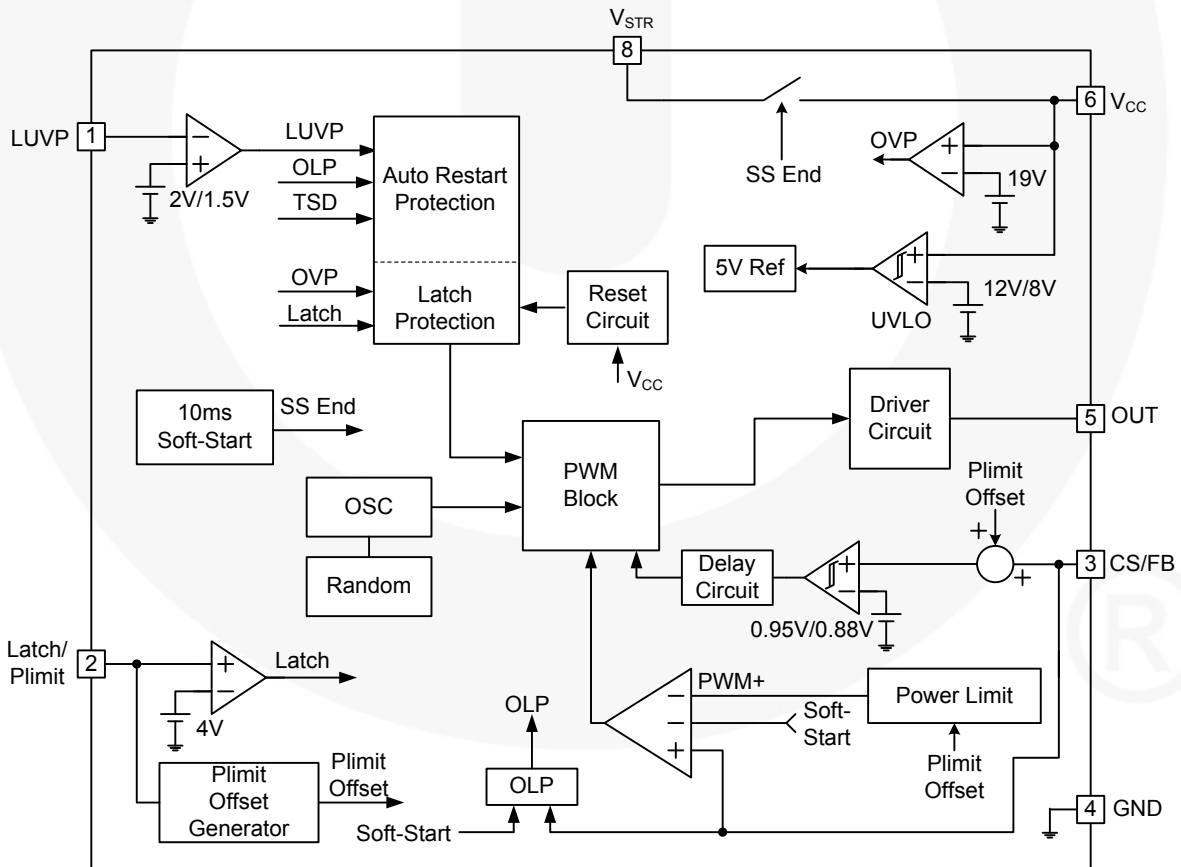 VSTR
8
6
VCC
LUVP
1
LUVP
OLP
TSD
Auto Restart
Protection
2V/1.5V
OVP
19V
SS End
5V Ref
UVLO
12V/8V
OVP
Latch
Latch
Protection
Reset
Circuit
VCC
10ms
Soft-Start
SS End
Driver
Circuit
5
OUT
PWM
Block
OSC
Random
Plimit
Offset
+
+
3
CS/FB
Delay
Circuit
0.95V/0.88V
Latch/
Plimit
2
Latch
4V
PWM+
Power Limit
Soft-
Start
Plimit
Offset
OLP
OLP
Soft-Start
Plimit
Offset
Generator
Plimit
Offset
4
GND
®